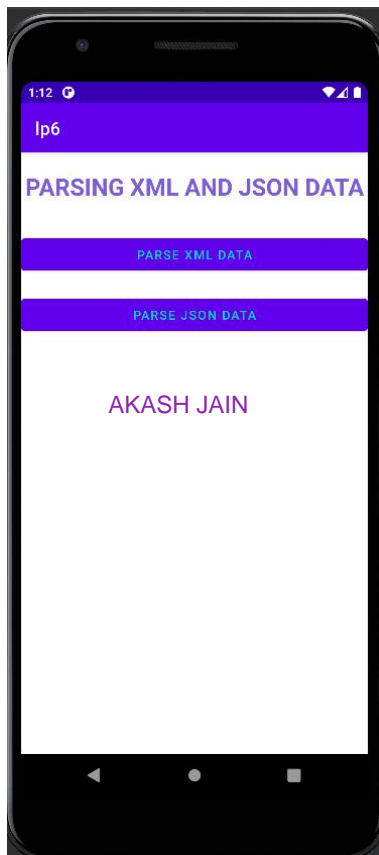 1:12
lp6
PARSING XML AND JSON DATA
PARSE XML DATA
PARSE JSON DATA
AKASH JAIN